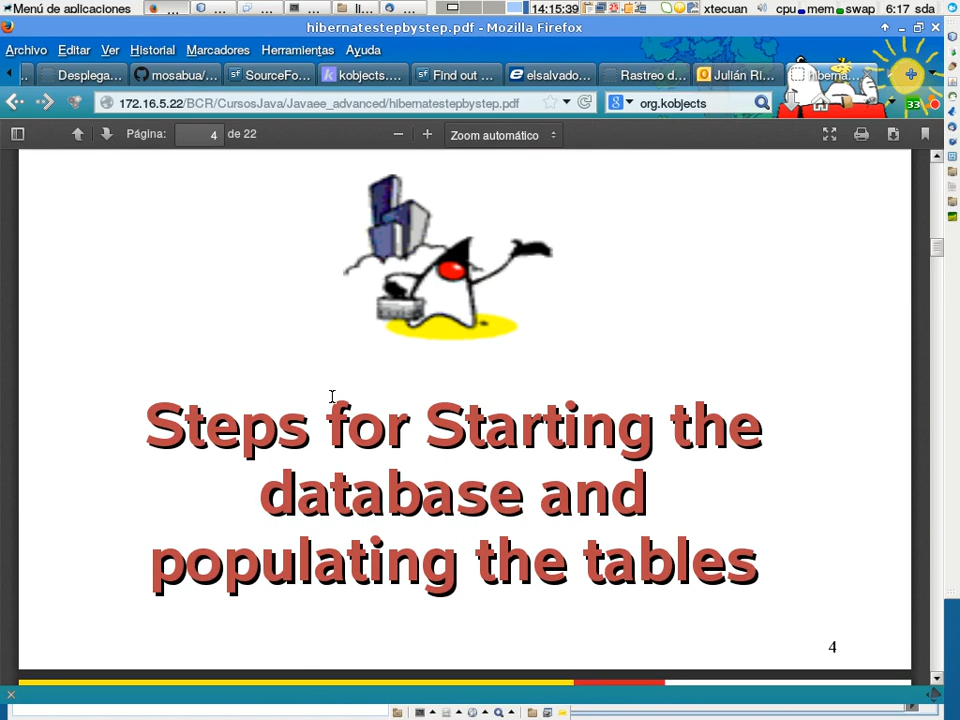 Menú de aplicaciones
...
...
...
...
li...
...
14:15:39
xtecuan
cpu mem swap
6:17 sda
hibernatestepbystep.pdf - Mozilla Firefox
Archivo Editar Ver Historial Marcadores Herramientas Ayuda
Desplega...
mosabua/...
SourceFo...
kobjects....
Find out ...
elsalvado...
Rastreo d...
Julián Ri...
172.16.5.22/BCR/CursosJava/Javaee_advanced/hibernatestepbystep.pdf
org.kobjects
33
Página: 4 de 22
Zoom automático
Steps for Starting the
database and
populating the tables
4